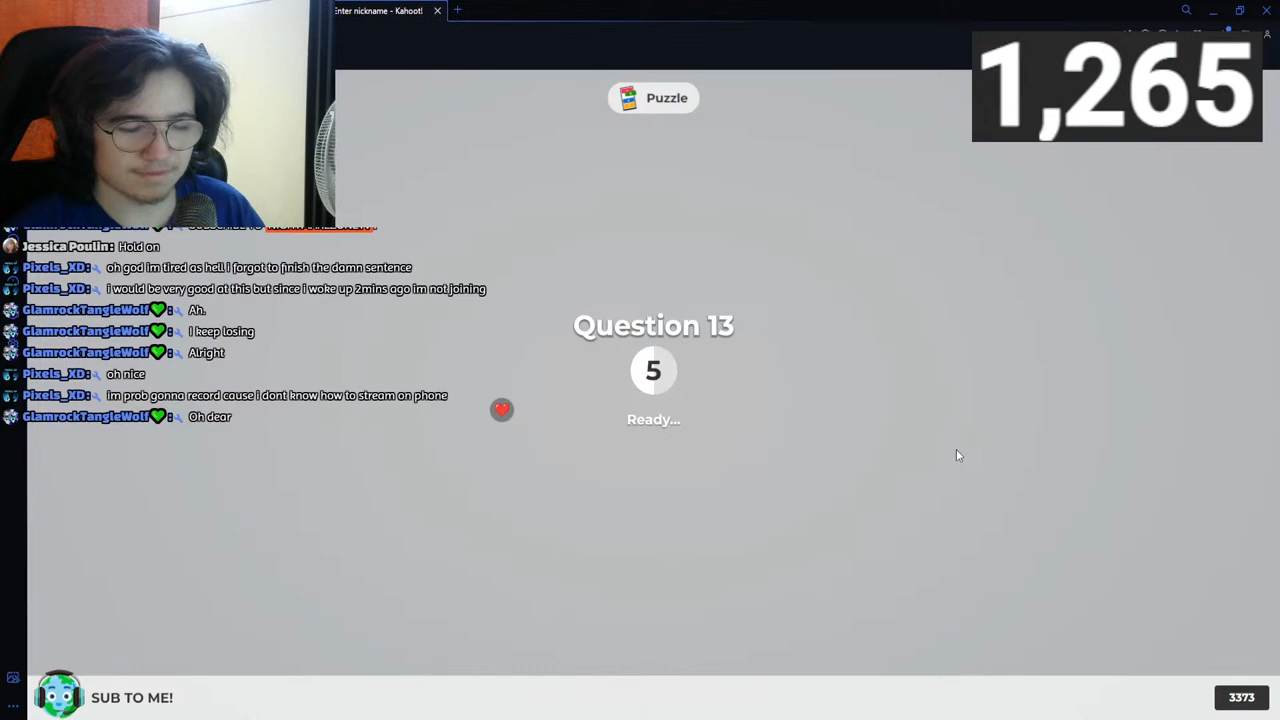 Enter nickname - Kahoot!
1,265
Puzzle
Jessica Poulin: Hold on
Pixels_XD: oh god im tired as hell i forgot to finish the damn sentence
Pixels_XD: i would be very good at this but since i woke up 2mins ago im not joining
GlamrockTangleWolf💚: Ah.
GlamrockTangleWolf💚: I keep losing
GlamrockTangleWolf💚: Alright
Pixels_XD: oh nice
Pixels_XD: im prob gonna record cause i dont know how to stream on phone
GlamrockTangleWolf💚: Oh dear
Question 13
5
Ready...
SUB TO ME!
3373